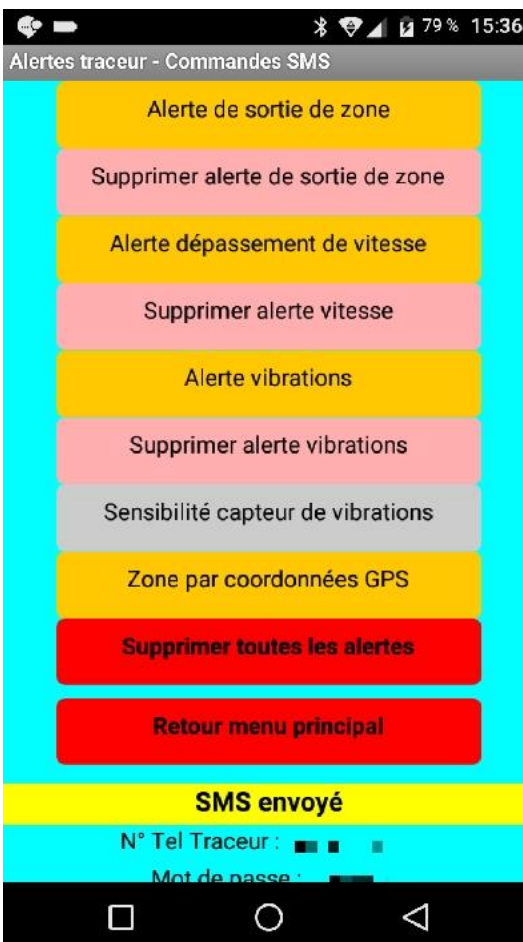 79 % 15:36
Alertes traceur - Commandes SMS
Alerte de sortie de zone
Supprimer alerte de sortie de zone
Alerte dépassement de vitesse
Supprimer alerte vitesse
Alerte vibrations
Supprimer alerte vibrations
Sensibilité capteur de vibrations
Zone par coordonnées GPS
Supprimer toutes les alertes
Retour menu principal
SMS envoyé
N° Tel Traceur :
Mot de passe :